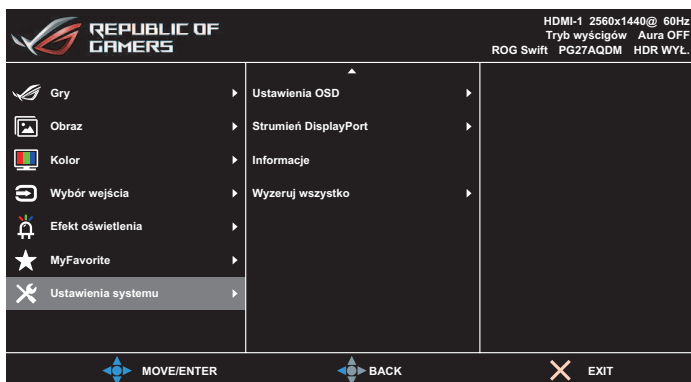 REPUBLIC OF
GAMERS
HDMI-1 2560x1440@ 60Hz
Tryb wyścigów Aura OFF
ROG Swift PG27AQDM HDR WYŁ.
Gry
Obraz
Kolor
Wybór wejścia
Efekt oświetlenia
MyFavorite
Ustawienia systemu
Ustawienia OSD
Strumień DisplayPort
Informacje
Wyzeruj wszystko
MOVE/ENTER
BACK
EXIT